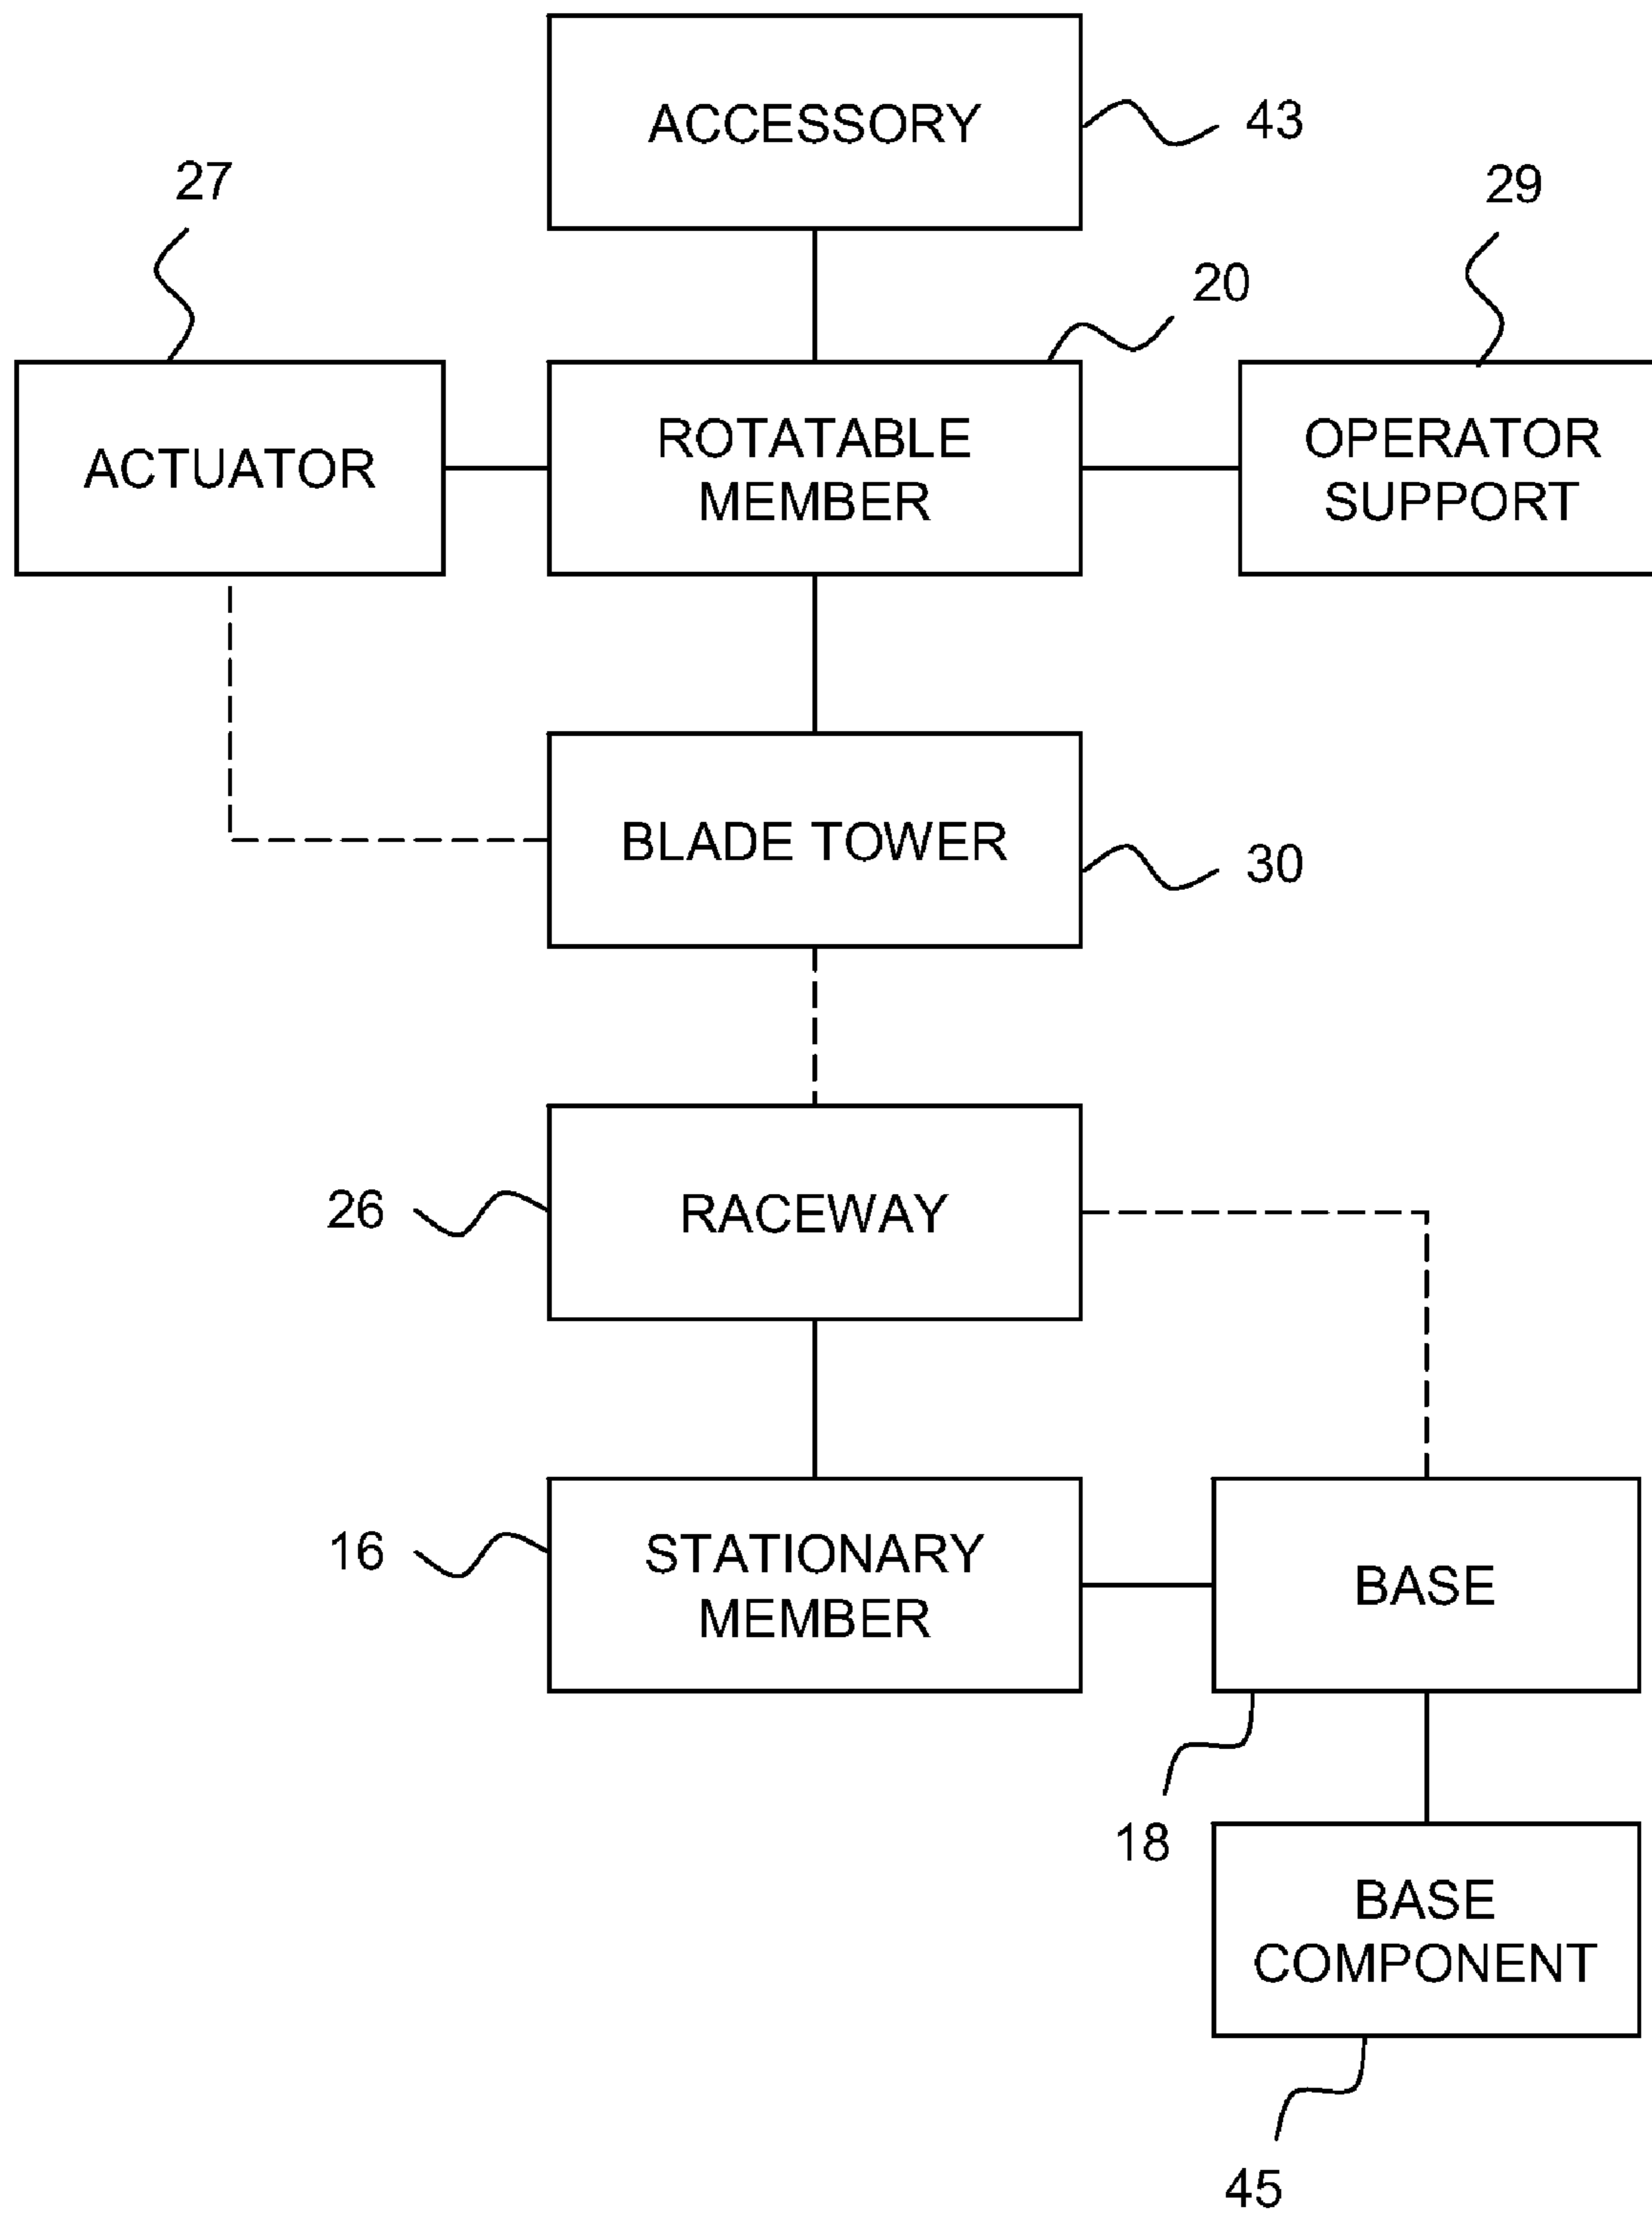 ACCESSORY
43
27
29
20
ACTUATOR
ROTATABLE
MEMBER
OPERATOR
SUPPORT
BLADE TOWER
30
26
RACEWAY
16
STATIONARY
MEMBER
BASE
18
BASE
COMPONENT
45